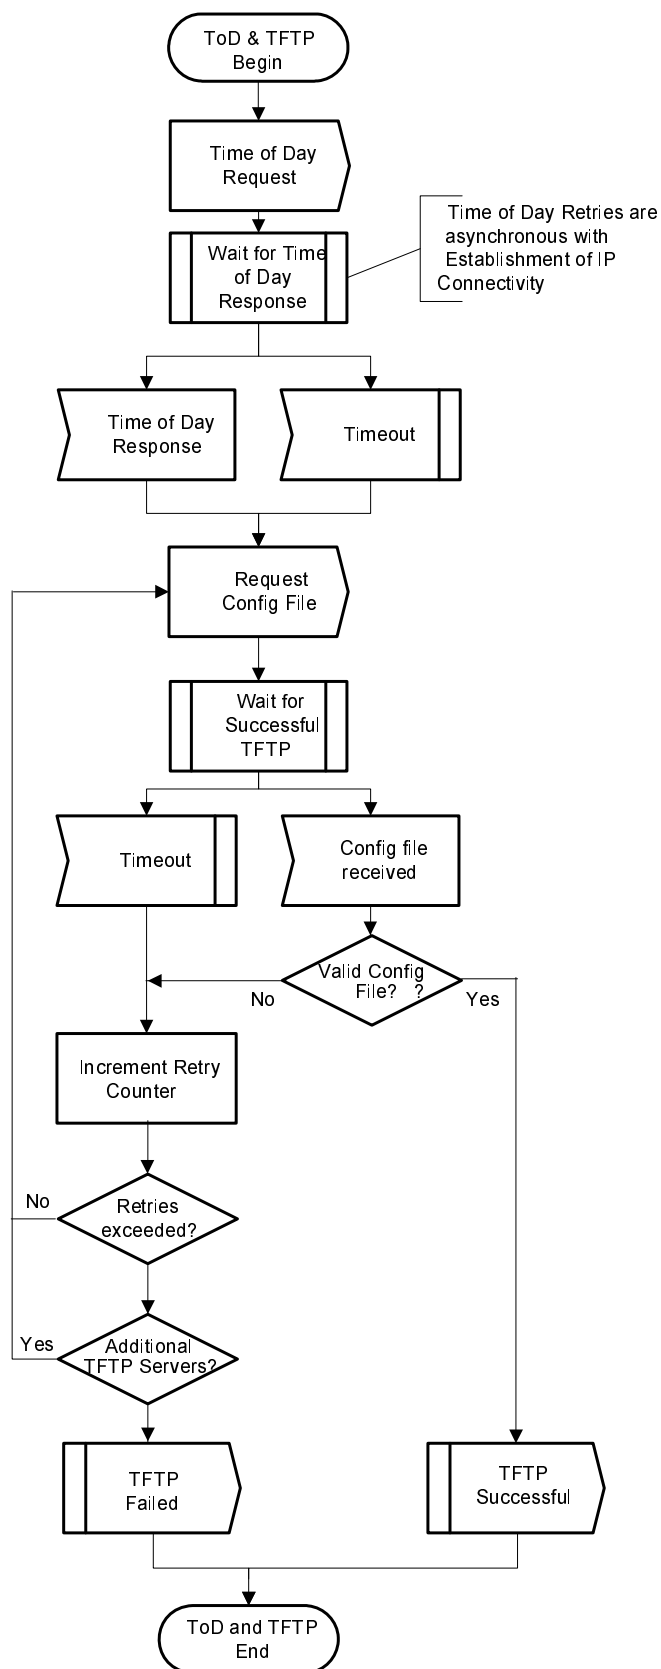 ToD & TFTP
Begin
Time of Day
Request
Wait for Time
of Day
Response
Time of Day Retries are
asynchronous with
Establishment of IP
Connectivity
Time of Day
Response
Timeout
Request
Config File
Wait for
Successful
TFTP
Timeout
Config file
received
Valid Config
File? ?
No
Yes
Increment Retry
Counter
No
Retries
exceeded?
Yes
Additional
TFTP Servers?
TFTP
Failed
TFTP
Successful
ToD and TFTP
End